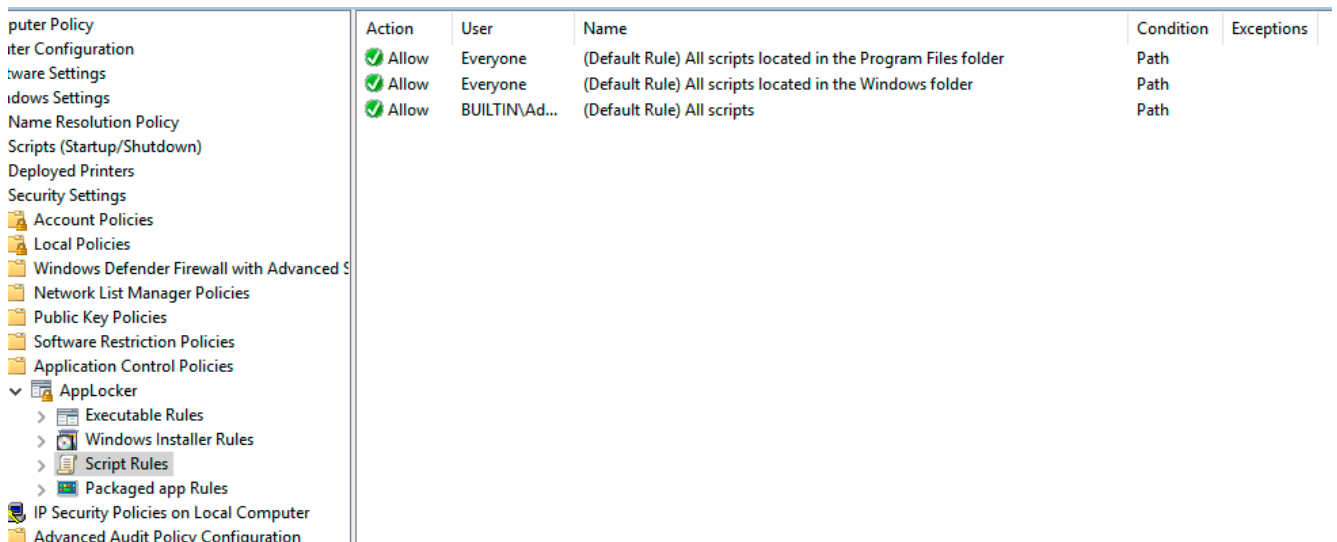 puter Policy
iter Configuration
tware Settings
ndows Settings
Name Resolution Policy
Scripts (Startup/Shutdown)
Deployed Printers
Security Settings
Account Policies
Local Policies
Windows Defender Firewall with Advanced S
Network List Manager Policies
Public Key Policies
Software Restriction Policies
Application Control Policies
AppLocker
Executable Rules
Windows Installer Rules
Script Rules
Packaged app Rules
IP Security Policies on Local Computer
Advanced Audit Policy Configuration
Action User Name Condition Exceptions
Allow Everyone (Default Rule) All scripts located in the Program Files folder Path
Allow Everyone (Default Rule) All scripts located in the Windows folder Path
Allow BUILTIN\Ad... (Default Rule) All scripts Path